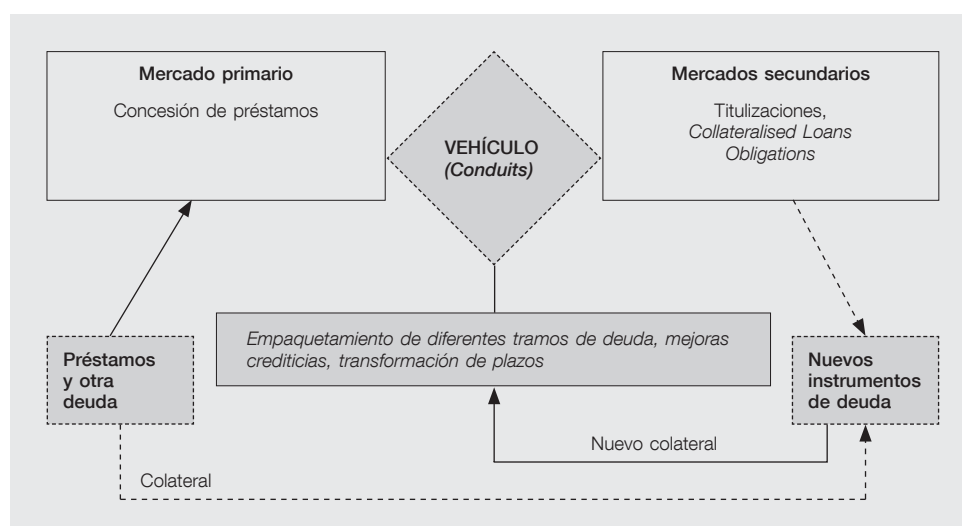 Mercado primario
Concesión de préstamos
VEHÍCULO
(Conduits)
Mercados secundarios
Titulizaciones,
Collateralised Loans
Obligations
Préstamos
y otra
deuda
Empaquetamiento de diferentes tramos de deuda, mejoras
crediticias, transformación de plazos
Nuevos
instrumentos
de deuda
Nuevo colateral
Colateral